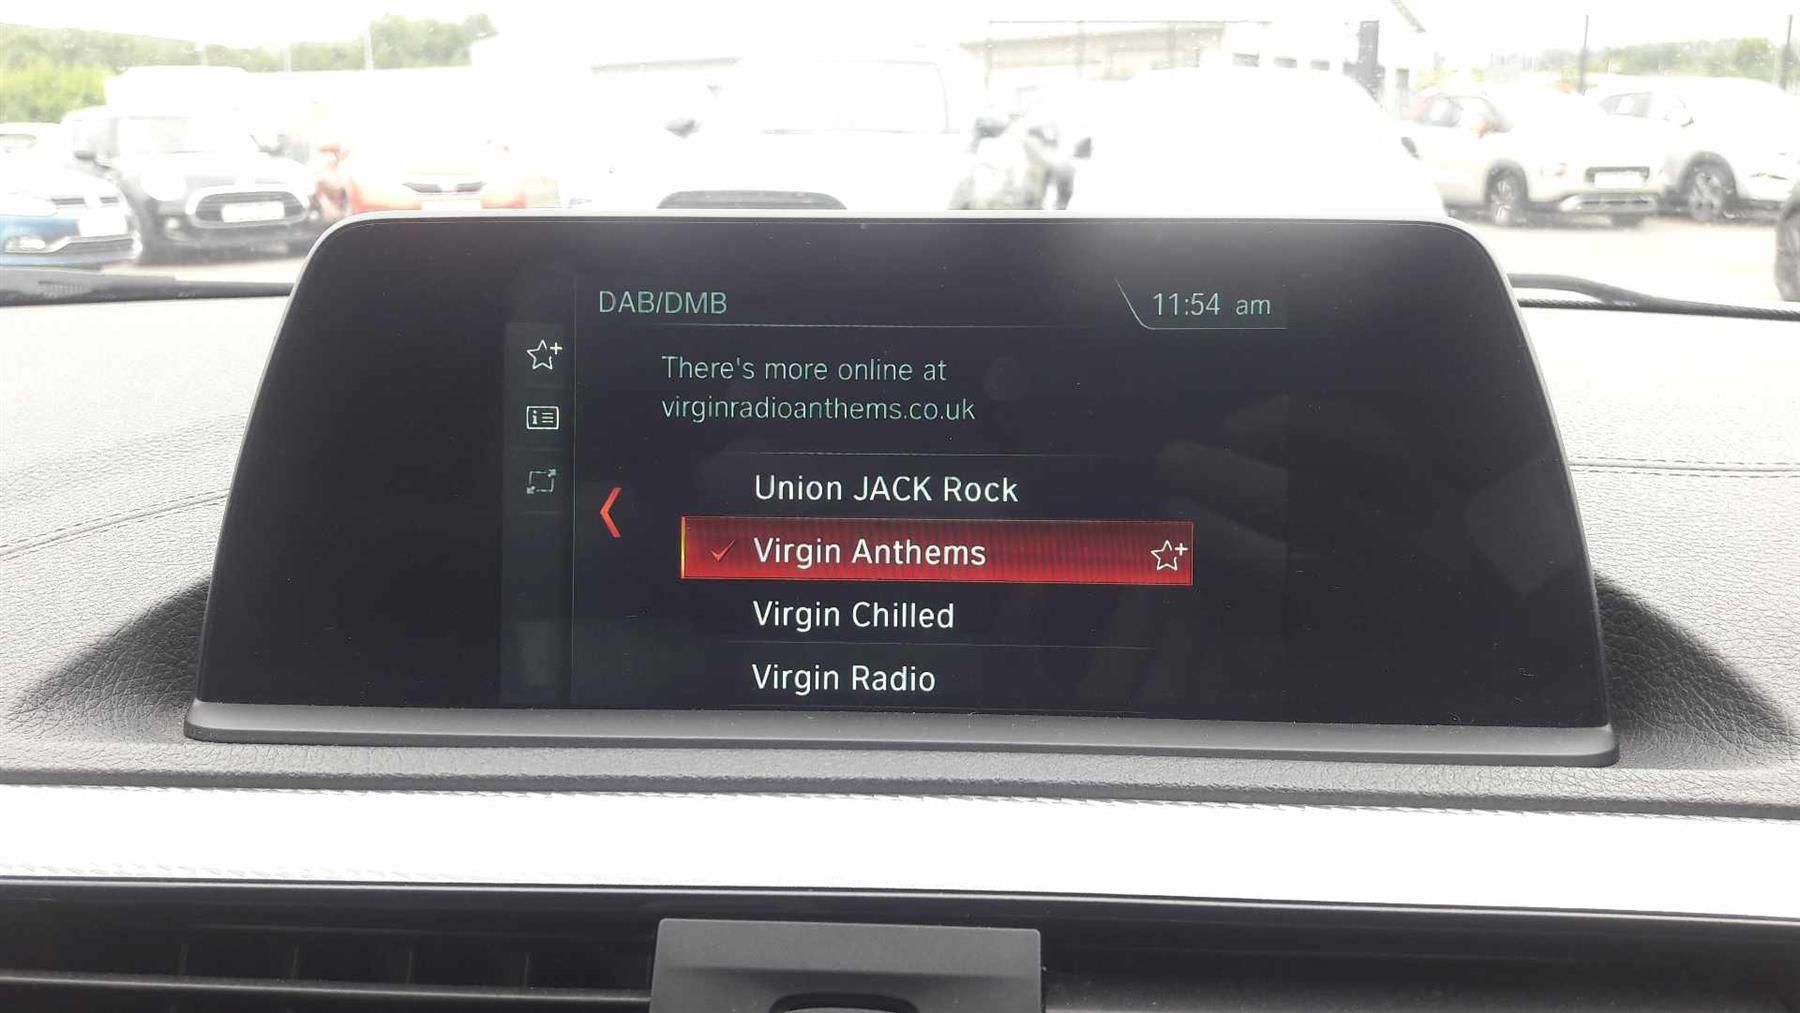 DAB/DMB
11:54 am
There's more online at
virginradioanthems.co.uk
Union JACK Rock
Virgin Anthems
Virgin Chilled
Virgin Radio